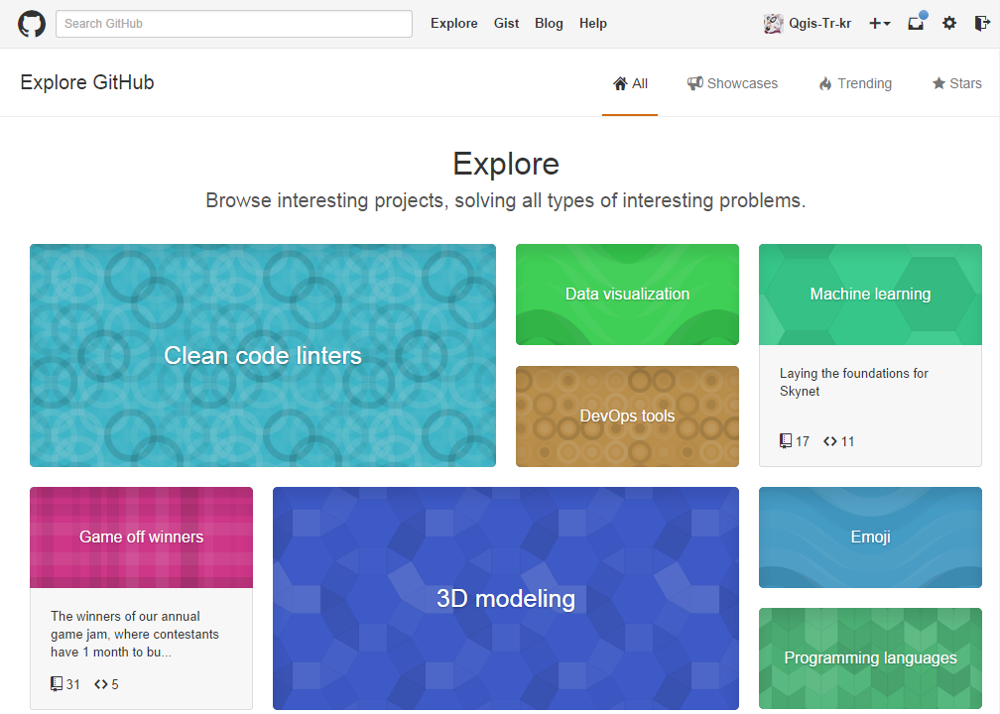 Search GitHub
Explore Gist Blog Help
Qgis-Tr-kr
Explore GitHub
All Showcases Trending Stars
Explore
Browse interesting projects, solving all types of interesting problems.
Clean code linters
Data visualization
DevOps tools
Machine learning
Laying the foundations for
Skynet
17 11
Game off winners
The winners of our annual
game jam, where contestants
have 1 month to bu...
31 5
3D modeling
Emoji
Programming languages